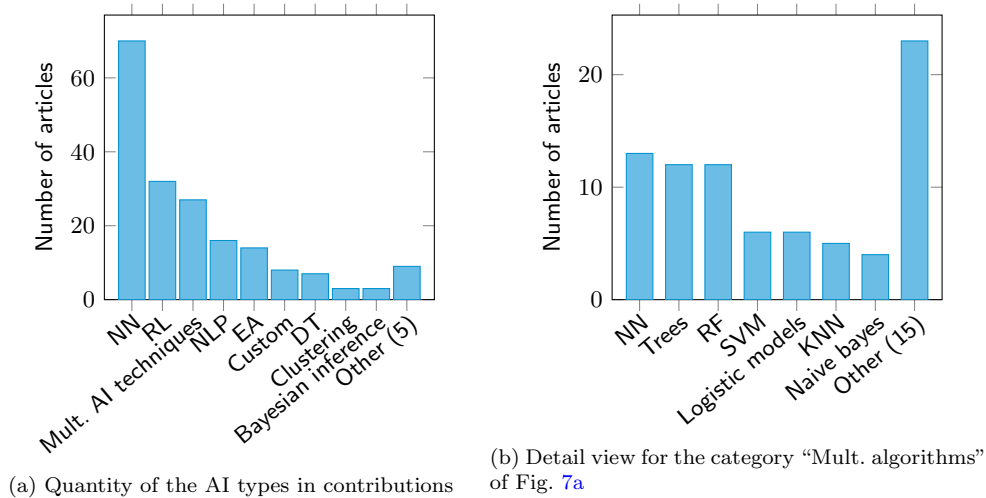 Number of articles
60
40
20
0
NN
RL
Mult. AI techniques
NLP
EA
Custom
DT
Clustering
Bayesian inference
Other (5)
(a) Quantity of the AI types in contributions
Number of articles
20
10
0
NN
Trees
RF
SVM
Logistic models
KNN
Naive bayes
Other (15)
(b) Detail view for the category “Mult. algorithms”
of Fig. 7a